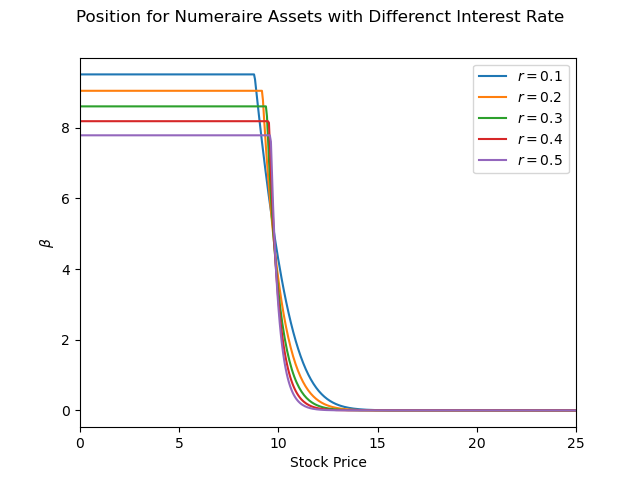 Position for Numeraire Assets with Differenct Interest Rate
β
8
6
4
2
0
r = 0.1
r = 0.2
r = 0.3
r = 0.4
r = 0.5
0 5 10 15 20 25
Stock Price